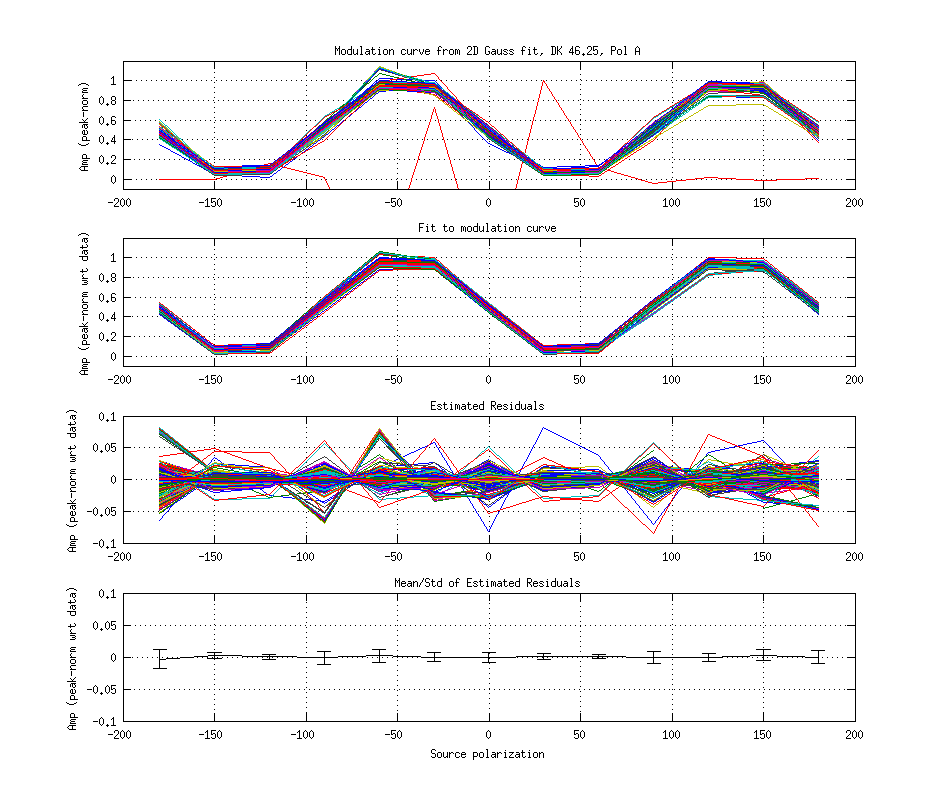 Modulation curve from 2D Gauss fit, DK 46.25, Pol A
Amp (peak-norm)
1
0.8
0.6
0.4
0.2
0
-200 -150 -100 -50 0 50 100 150 200
Fit to modulation curve
Amp (peak-norm wrt data)
1
0.8
0.6
0.4
0.2
0
-200 -150 -100 -50 0 50 100 150 200
Estimated Residuals
Amp (peak-norm wrt data)
0.1
0.05
0
-0.05
-0.1
-200 -150 -100 -50 0 50 100 150 200
Mean/Std of Estimated Residuals
Amp (peak-norm wrt data)
0.1
0.05
0
-0.05
-0.1
-200 -150 -100 -50 0 50 100 150 200
Source polarization